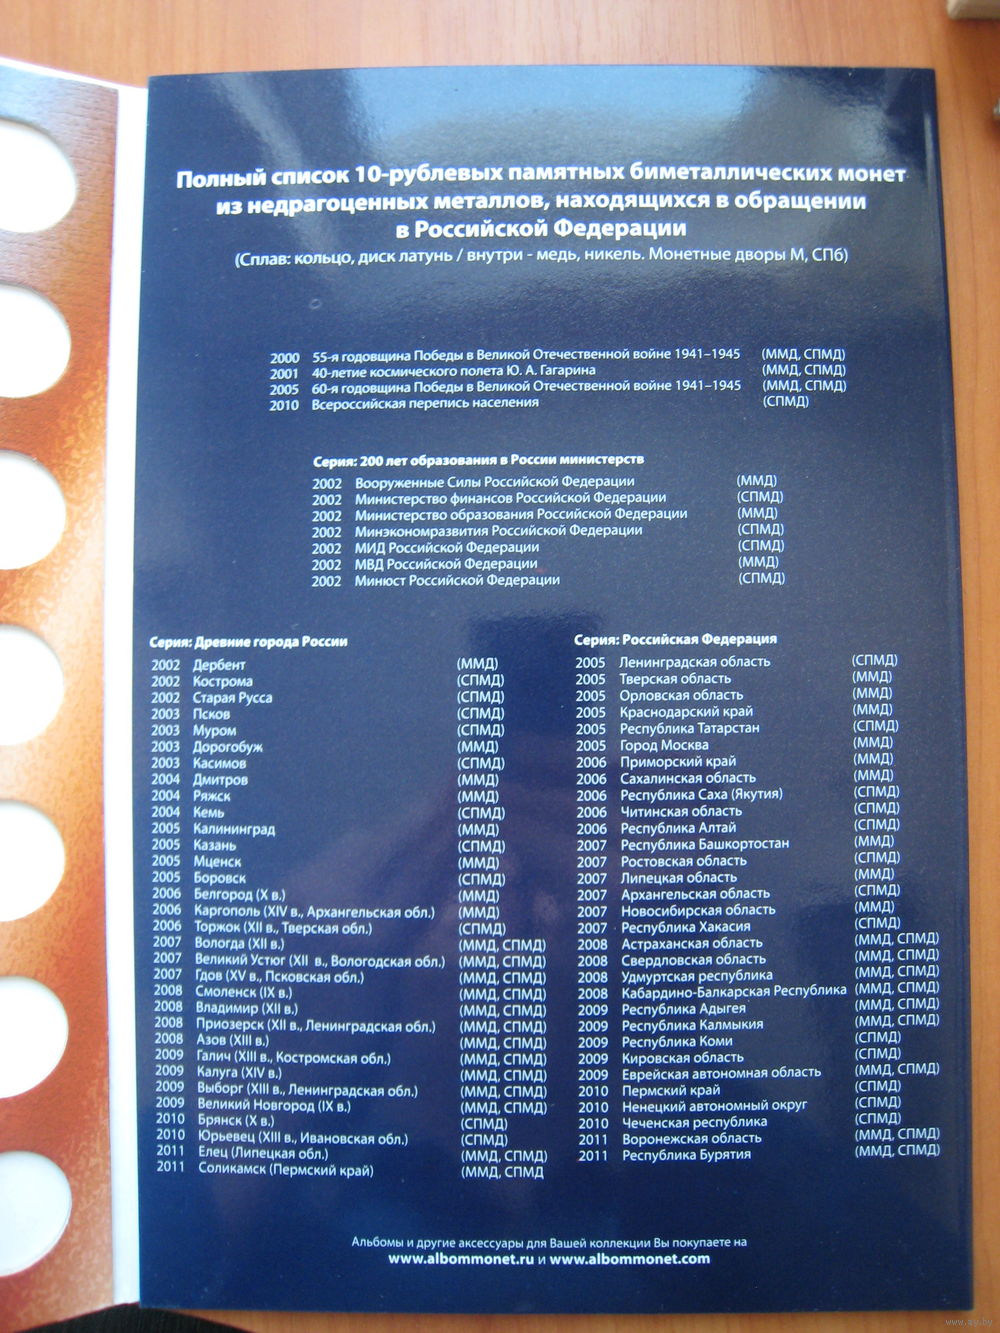 Полный список 10-рублевых памятных биметаллических монет
из недрагоценных металлов, находящихся в обращении
в Российской Федерации
(Сплав: кольцо, диск латунь / внутри - медь, никель. Монетные дворы М, СПб)
2000 55-я годовщина Победы в Великой Отечественной войне 1941–1945 (ММД, СПМД)
2001 40-летие космического полета Ю. А. Гагарина (ММД, СПМД)
2005 60-я годовщина Победы в Великой Отечественной войне 1941–1945 (ММД, СПМД)
2010 Всероссийская перепись населения (СПМД)
Серия: 200 лет образования в России министерств
2002 Вооруженные Силы Российской Федерации (ММД)
2002 Министерство финансов Российской Федерации (СПМД)
2002 Министерство образования Российской Федерации (ММД)
2002 Минэкономразвития Российской Федерации (СПМД)
2002 МИД Российской Федерации (СПМД)
2002 МВД Российской Федерации (ММД)
2002 Минюст Российской Федерации (СПМД)
Серия: Древние города России
2002 Дербент (ММД)
2002 Кострома (СПМД)
2002 Старая Русса (СПМД)
2003 Псков (СПМД)
2003 Муром (СПМД)
2003 Дорогобуж (ММД)
2003 Касимов (СПМД)
2004 Дмитров (ММД)
2004 Ряжск (ММД)
2004 Кемь (СПМД)
2005 Калининград (ММД)
2005 Казань (СПМД)
2005 Мценск (ММД)
2005 Боровск (СПМД)
2006 Белгород (X в.) (ММД)
2006 Каргополь (XIV в., Архангельская обл.) (ММД)
2006 Торжок (XII в., Тверская обл.) (СПМД)
2007 Вологда (XII в.) (ММД, СПМД)
2007 Великий Устюг (XII в., Вологодская обл.) (ММД, СПМД)
2007 Гдов (XV в., Псковская обл.) (ММД, СПМД)
2008 Смоленск (IX в.) (ММД, СПМД)
2008 Владимир (XII в.) (ММД, СПМД)
2008 Приозерск (XII в., Ленинградская обл.) (ММД, СПМД)
2008 Азов (XIII в.) (ММД, СПМД)
2009 Галич (XIII в., Костромская обл.) (ММД, СПМД)
2009 Калуга (XIV в.) (ММД, СПМД)
2009 Выборг (XIII в., Ленинградская обл.) (ММД, СПМД)
2009 Великий Новгород (IX в.) (ММД, СПМД)
2010 Брянск (X в.) (СПМД)
2010 Юрьевец (XIII в., Ивановская обл.) (СПМД)
2011 Елец (Липецкая обл.) (ММД, СПМД)
2011 Соликамск (Пермский край) (ММД, СПМД
Серия: Российская Федерация
2005 Ленинградская область (СПМД)
2005 Тверская область (ММД)
2005 Орловская область (ММД)
2005 Краснодарский край (ММД)
2005 Республика Татарстан (СПМД)
2005 Город Москва (ММД)
2006 Приморский край (ММД)
2006 Сахалинская область (ММД)
2006 Республика Саха (Якутия) (СПМД)
2006 Читинская область (СПМД)
2006 Республика Алтай (СПМД)
2007 Республика Башкортостан (ММД)
2007 Ростовская область (СПМД)
2007 Липецкая область (ММД)
2007 Архангельская область (СПМД)
2007 Новосибирская область (ММД)
2007 Республика Хакасия (СПМД)
2008 Астраханская область (ММД, СПМД)
2008 Свердловская область (ММД, СПМД)
2008 Удмуртская республика (ММД, СПМД)
2008 Кабардино-Балкарская Республика (ММД, СПМД)
2009 Республика Адыгея (ММД, СПМД)
2009 Республика Калмыкия (ММД, СПМД)
2009 Республика Коми (СПМД)
2009 Кировская область (СПМД)
2009 Еврейская автономная область (ММД, СПМД)
2010 Пермский край (СПМД)
2010 Ненецкий автономный округ (СПМД)
2010 Чеченская республика (СПМД)
2011 Воронежская область (ММД, СПМД)
2011 Республика Бурятия (ММД, СПМД)
Альбомы и другие аксессуары для Вашей коллекции Вы покупаете на
www.albommonet.ru и www.albommonet.com
www.ay.by